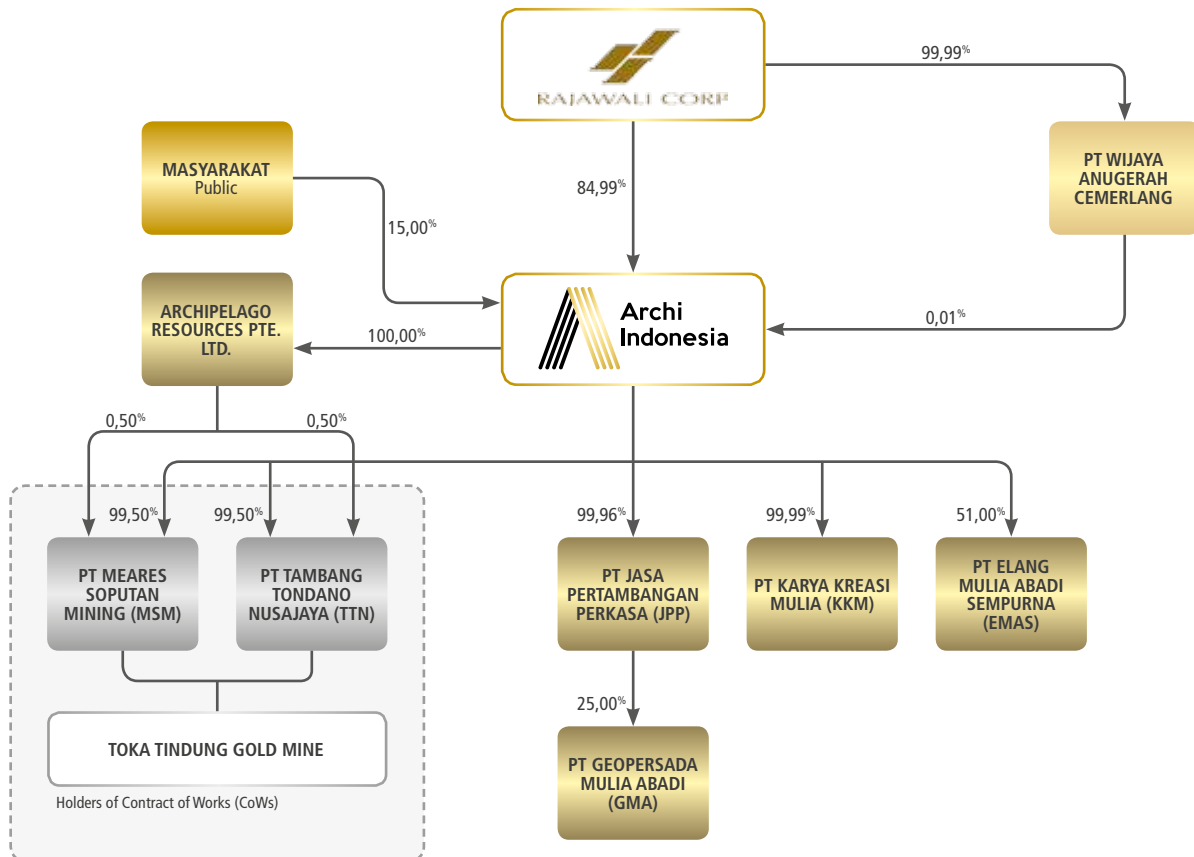 RAJAWALI CORP
99,99%
MASYARAKAT
Public
PT WIJAYA
ANUGERAH
CEMERLANG
84,99%
15,00%
ARCHIPELAGO
RESOURCES PTE.
LTD.
100,00%
Archi
Indonesia
0,01%
0,50%
0,50%
99,50%
99,50%
99,96%
99,99%
51,00%
PT MEARES
SOPUTAN
MINING (MSM)
PT TAMBANG
TONDANO
NUSAJAYA (TTN)
PT JASA
PERTAMBANGAN
PERKASA (JPP)
PT KARYA KREASI
MULIA (KKM)
PT ELANG
MULIA ABADI
SEMPURNA
(EMAS)
25,00%
TOKA TINDUNG GOLD MINE
Holders of Contract of Works (CoWs)
PT GEOPERSADA
MULIA ABADI
(GMA)